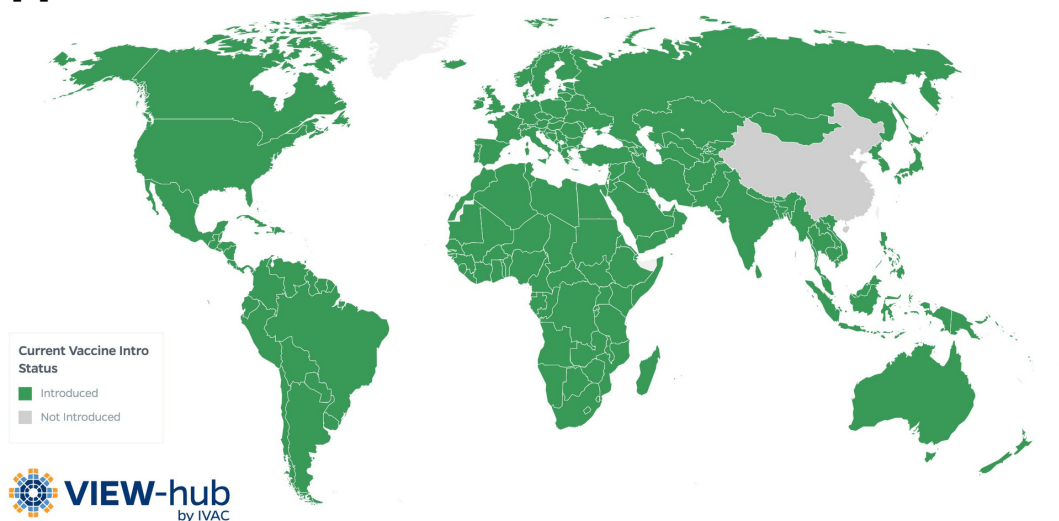 Current Vaccine Intro
Status
Introduced
Not Introduced
VIEW-hub
by IVAC